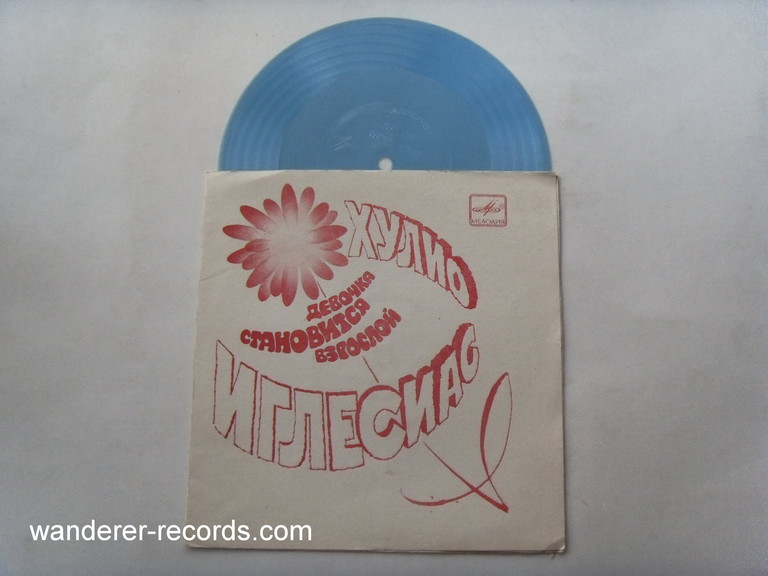 ХУЛИО
МЕЛОДИЯ
ДЕВОЧКА
СТАНОВИТСЯ
ВЗРОСЛОЙ
ИГЛЕСИАС
wanderer-records.com